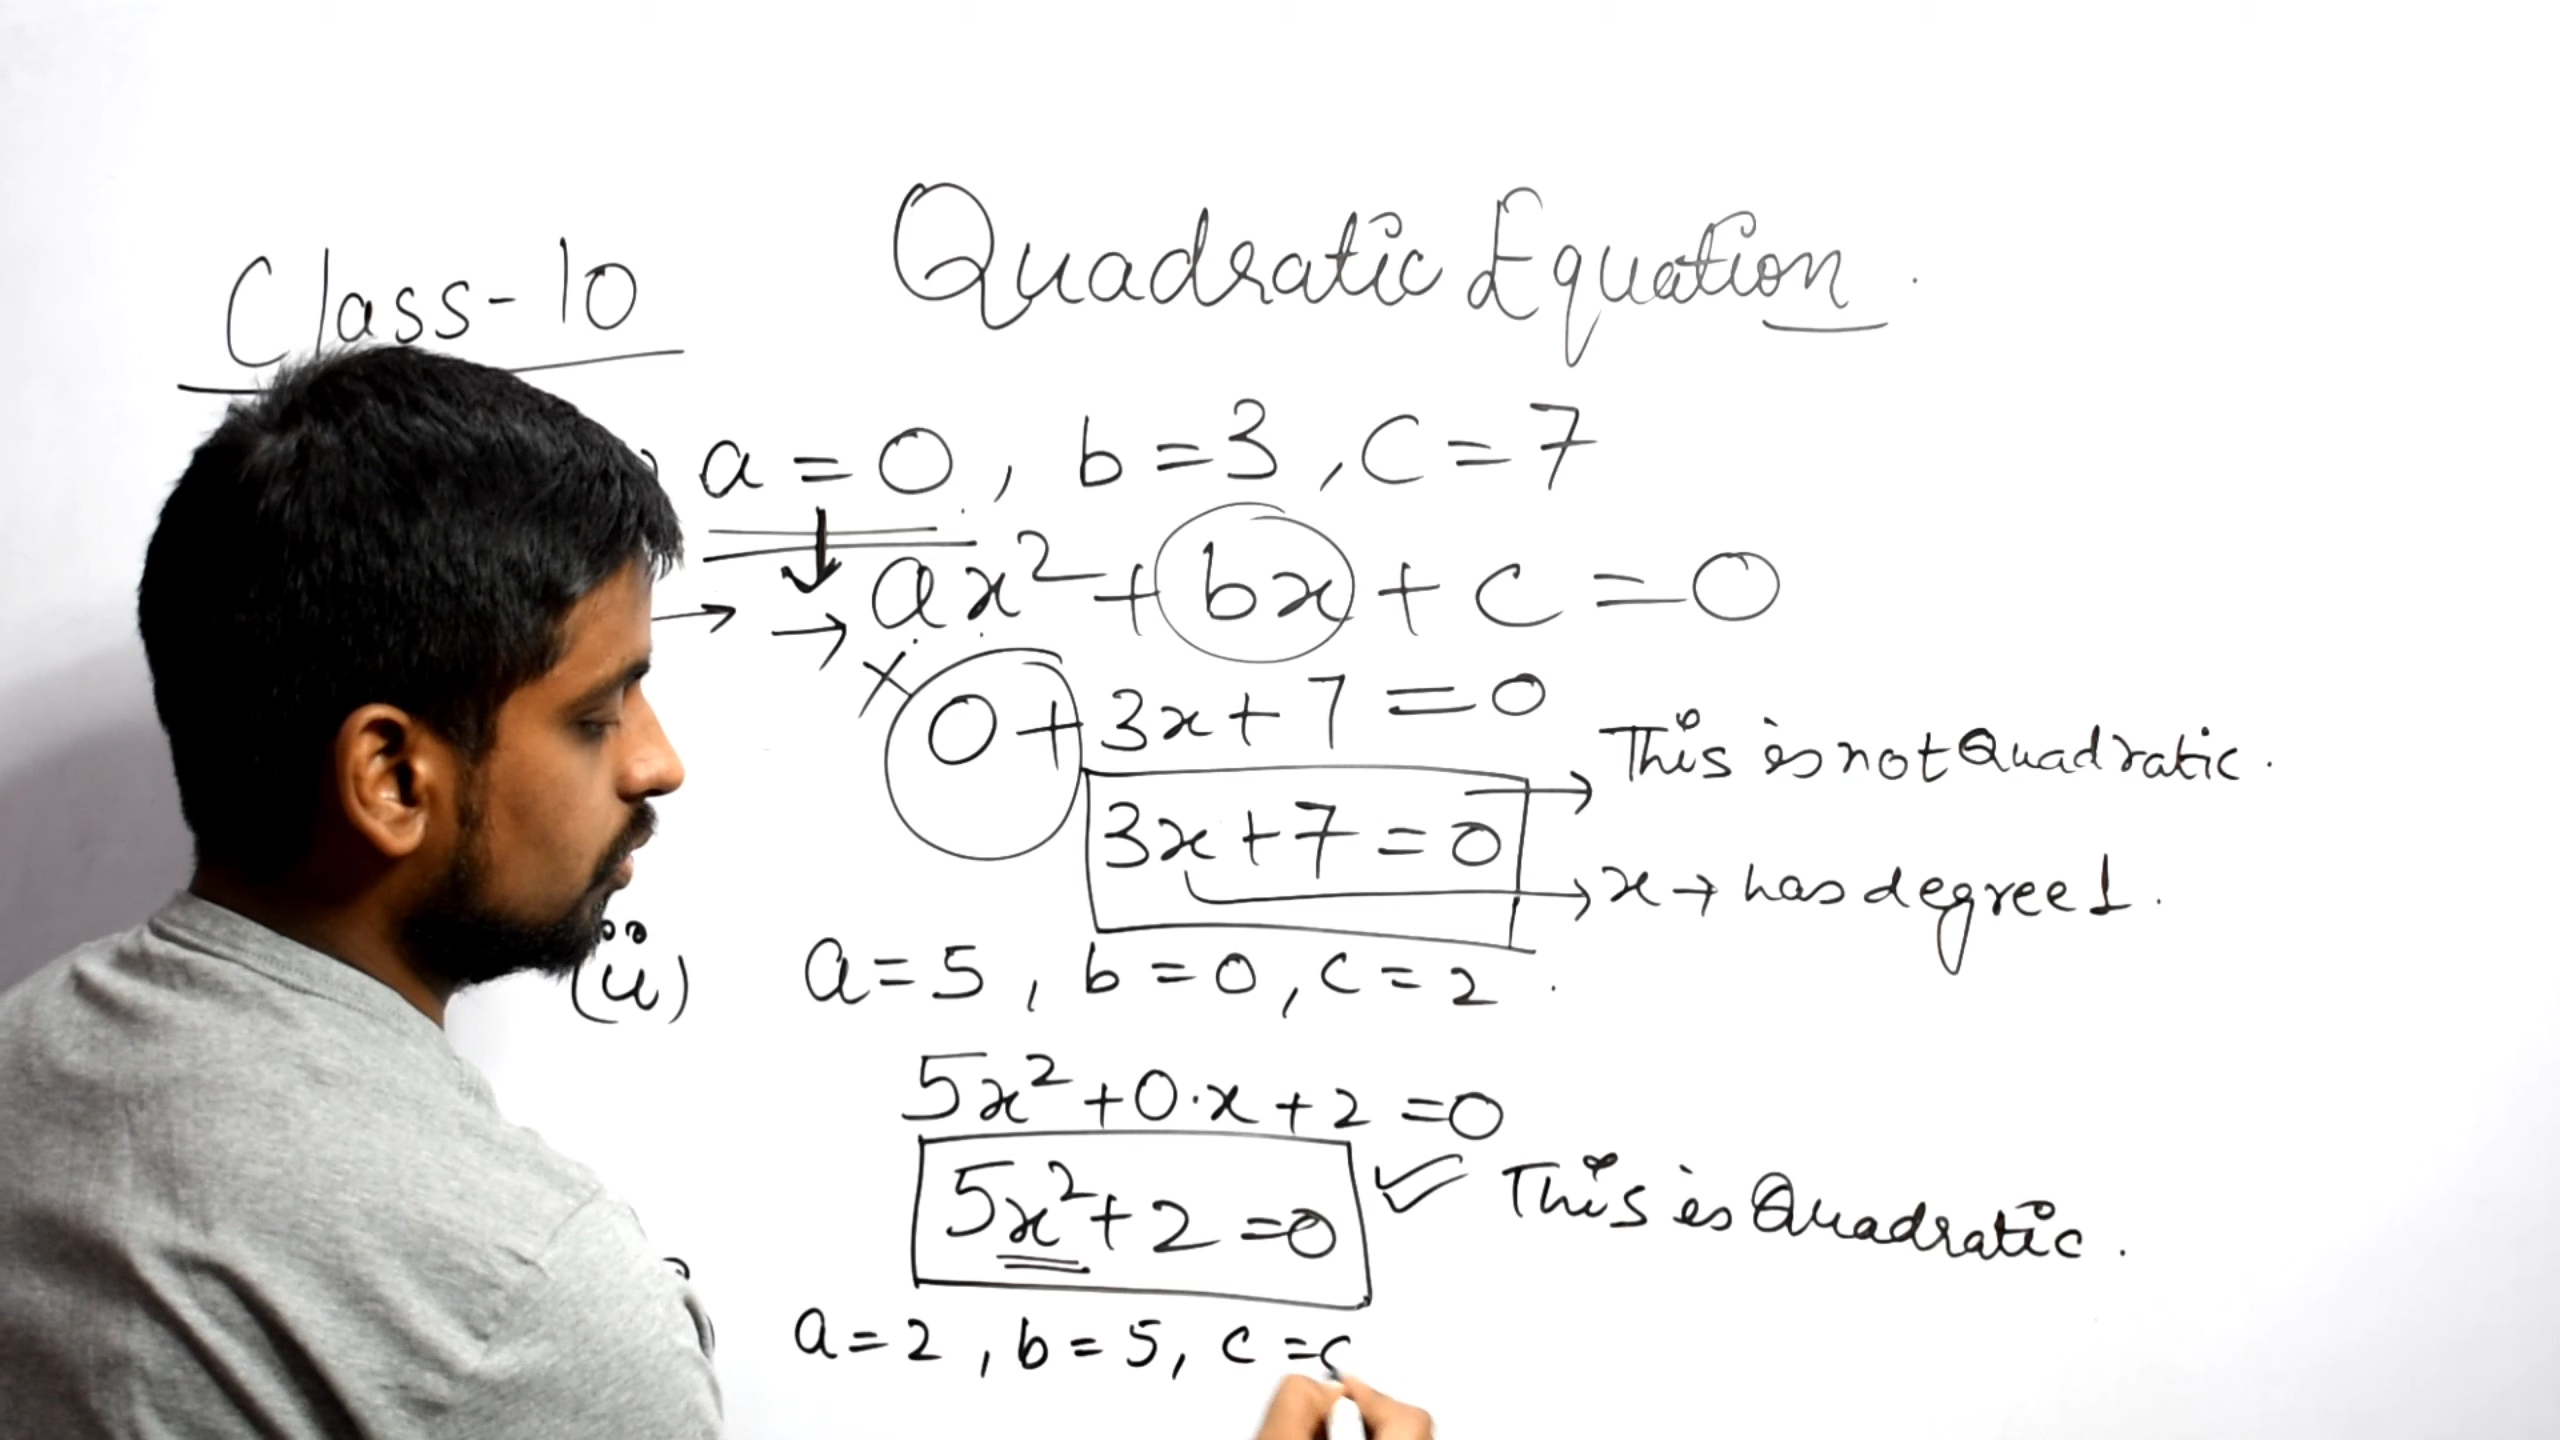 Class-10
Quadratic Equation.
a = 0, b = 3, c = 7
→ → ax² + bx + c = 0
× 0 + 3x + 7 = 0
→ This is not Quadratic.
3x + 7 = 0
→ x → has degree 1.
(ii) a = 5, b = 0, c = 2.
5x² + 0·x + 2 = 0
5x² + 2 = 0 ✓ This is Quadratic.
a = 2, b = 5, c =